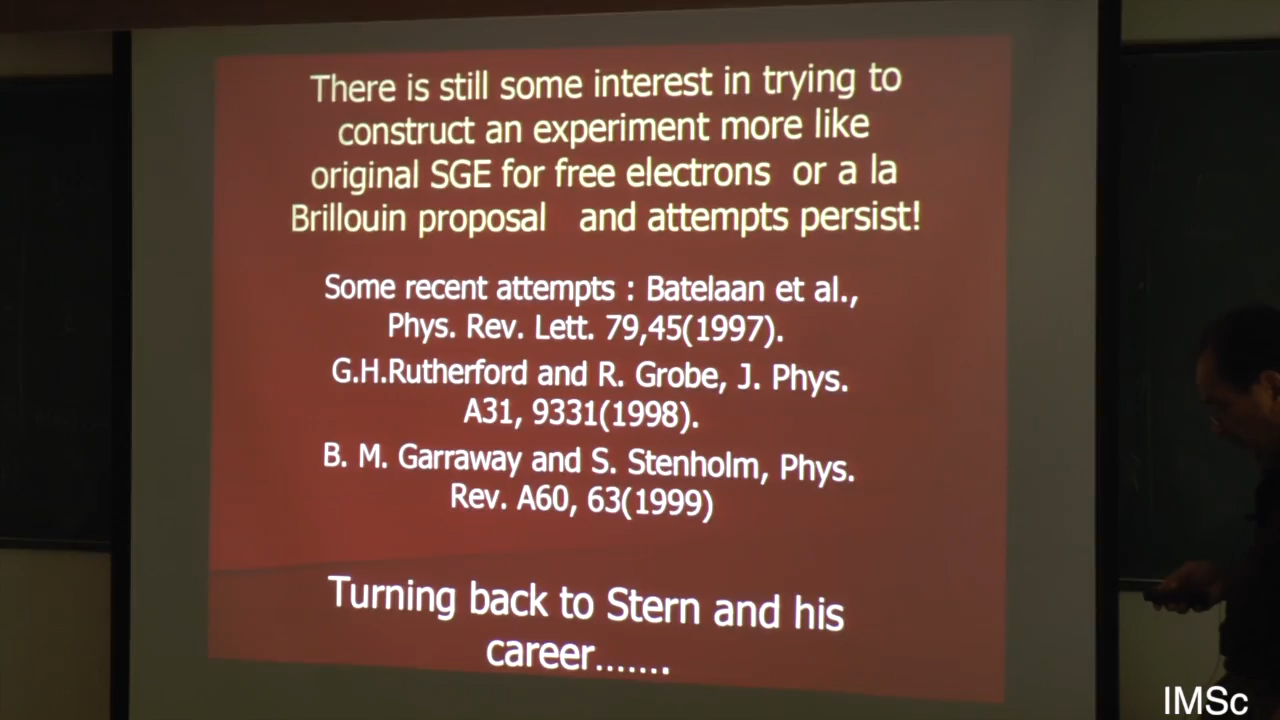 There is still some interest in trying to
construct an experiment more like
original SGE for free electrons or a la
Brillouin proposal and attempts persist!
Some recent attempts : Batelaan et al.,
Phys. Rev. Lett. 79,45(1997).
G.H.Rutherford and R. Grobe, J. Phys.
A31, 9331(1998).
B. M. Garraway and S. Stenholm, Phys.
Rev. A60, 63(1999)
Turning back to Stern and his
career.......
IMSc